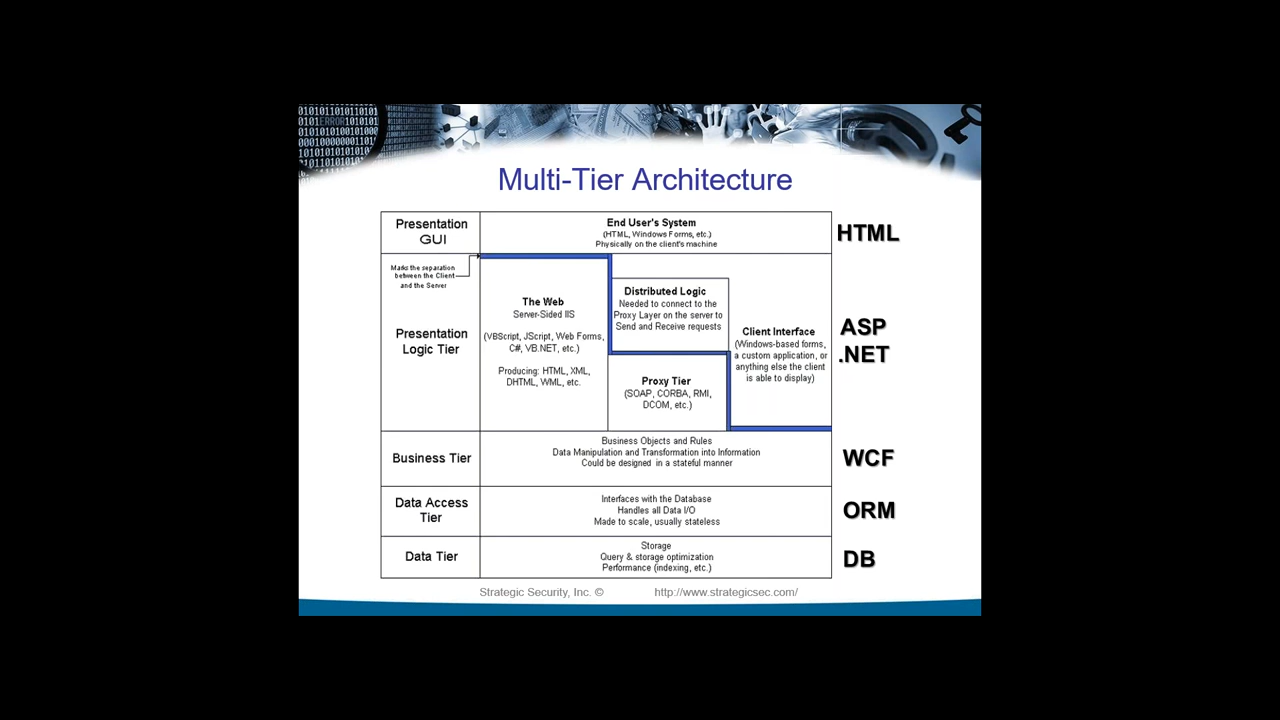 Multi-Tier Architecture
Presentation
GUI
End User's System
(HTML, Windows Forms, etc.)
Physically on the client's machine
HTML
Marks the separation
between the Client
and the Server
Presentation
Logic Tier
The Web
Server-Sided IIS
(VBScript, JScript, Web Forms,
C#, VB.NET, etc.)
Producing: HTML, XML,
DHTML, WML, etc.
Distributed Logic
Needed to connect to the
Proxy Layer on the server to
Send and Receive requests
Proxy Tier
(SOAP, CORBA, RMI,
DCOM, etc.)
Client Interface
(Windows-based forms,
a custom application, or
anything else the client
is able to display)
ASP
.NET
Business Tier
Business Objects and Rules
Data Manipulation and Transformation into Information
Could be designed in a stateful manner
WCF
Data Access
Tier
Interfaces with the Database
Handles all Data I/O
Made to scale, usually stateless
ORM
Data Tier
Storage
Query & storage optimization
Performance (indexing, etc.)
DB
Strategic Security, Inc. © http://www.strategicsec.com/